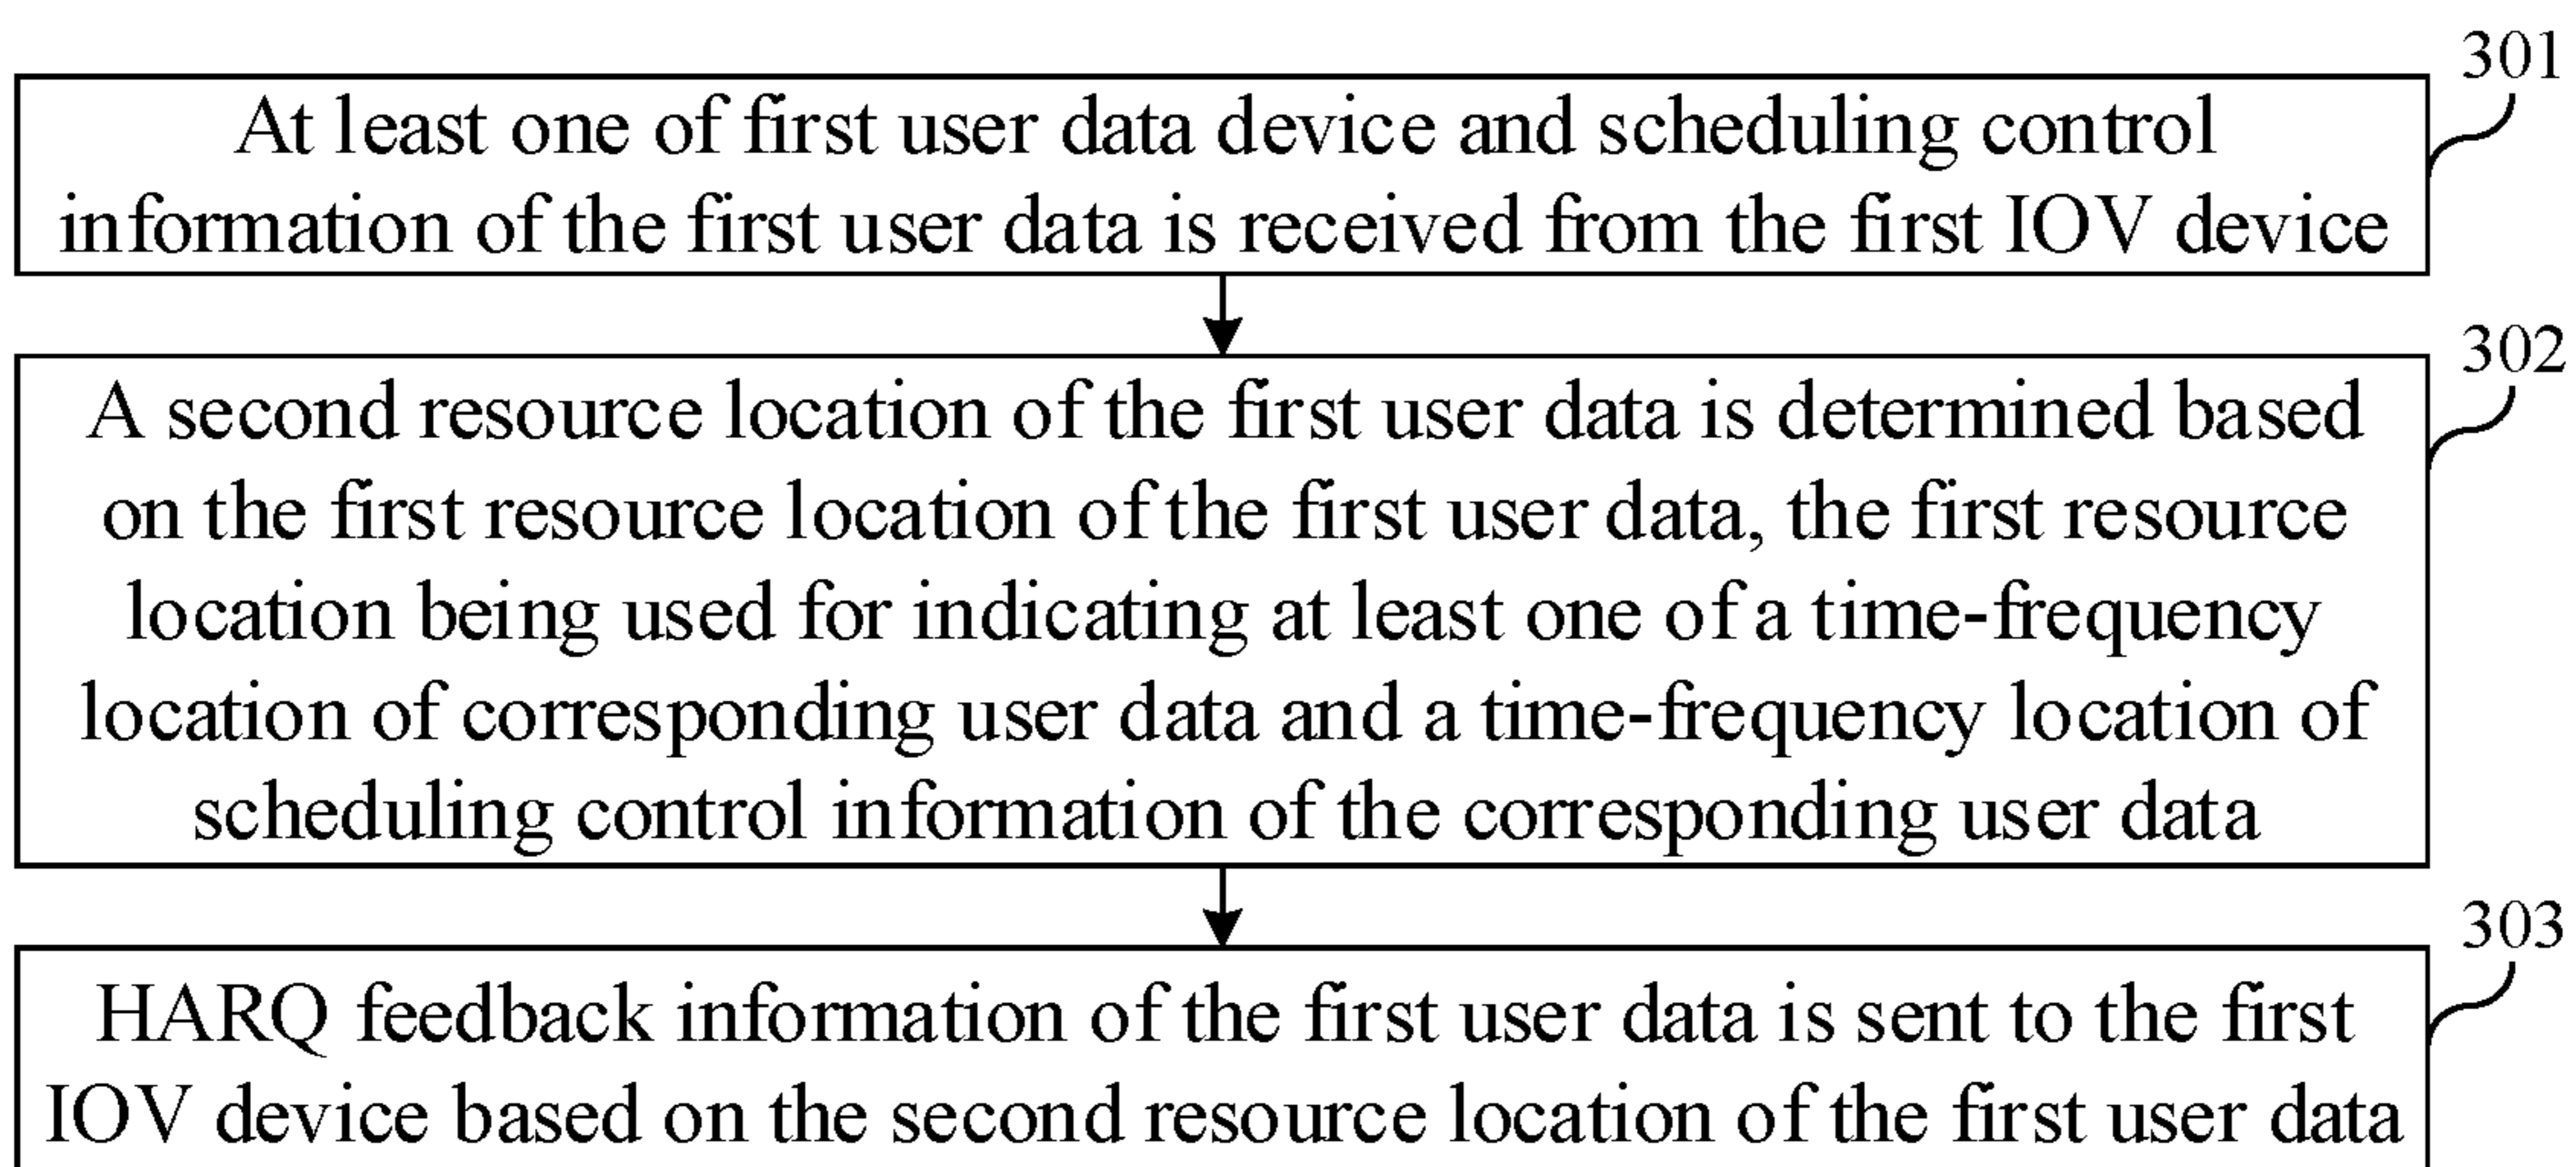 301
At least one of first user data device and scheduling control
information of the first user data is received from the first IOV device
302
A second resource location of the first user data is determined based
on the first resource location of the first user data, the first resource
location being used for indicating at least one of a time-frequency
location of corresponding user data and a time-frequency location of
scheduling control information of the corresponding user data
303
HARQ feedback information of the first user data is sent to the first
IOV device based on the second resource location of the first user data